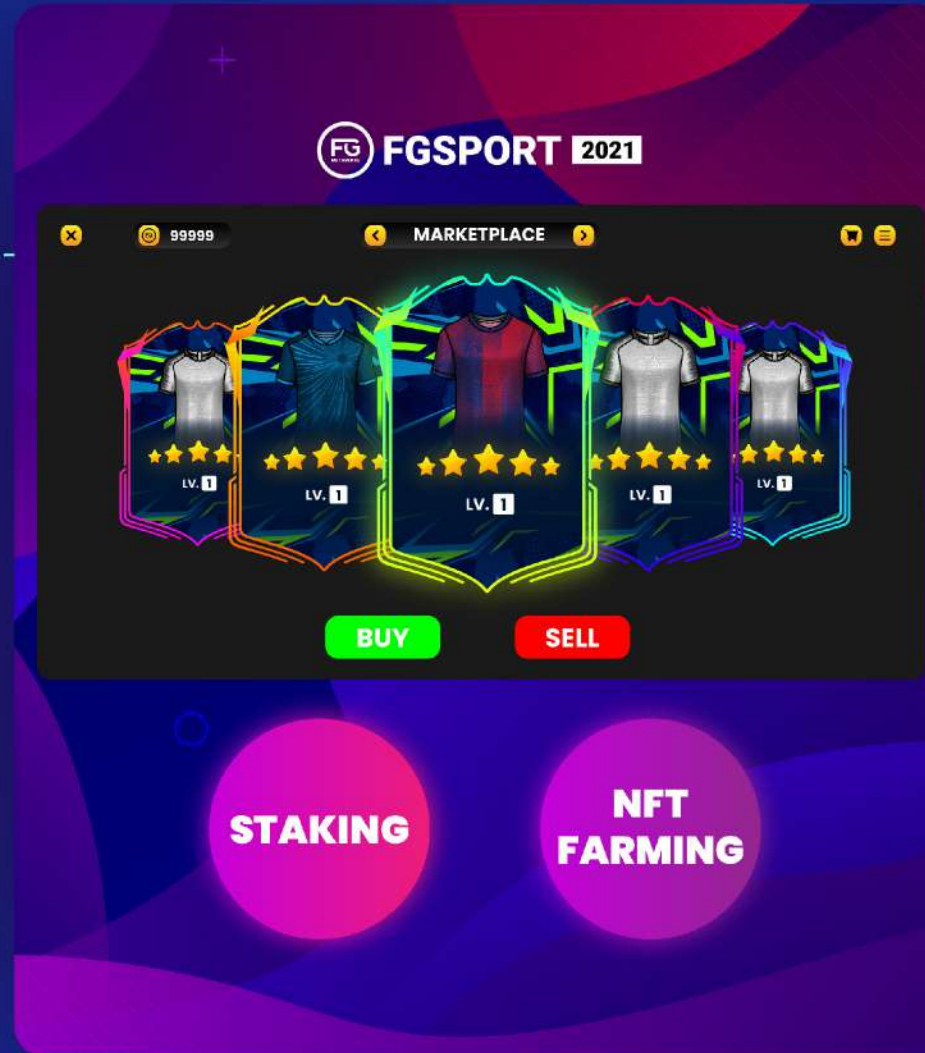 FG FGSPORT 2021
99999 MARKETPLACE
LV. 1
LV. 1
LV. 1
LV. 1
LV. 1
BUY SELL
STAKING
NFT
FARMING